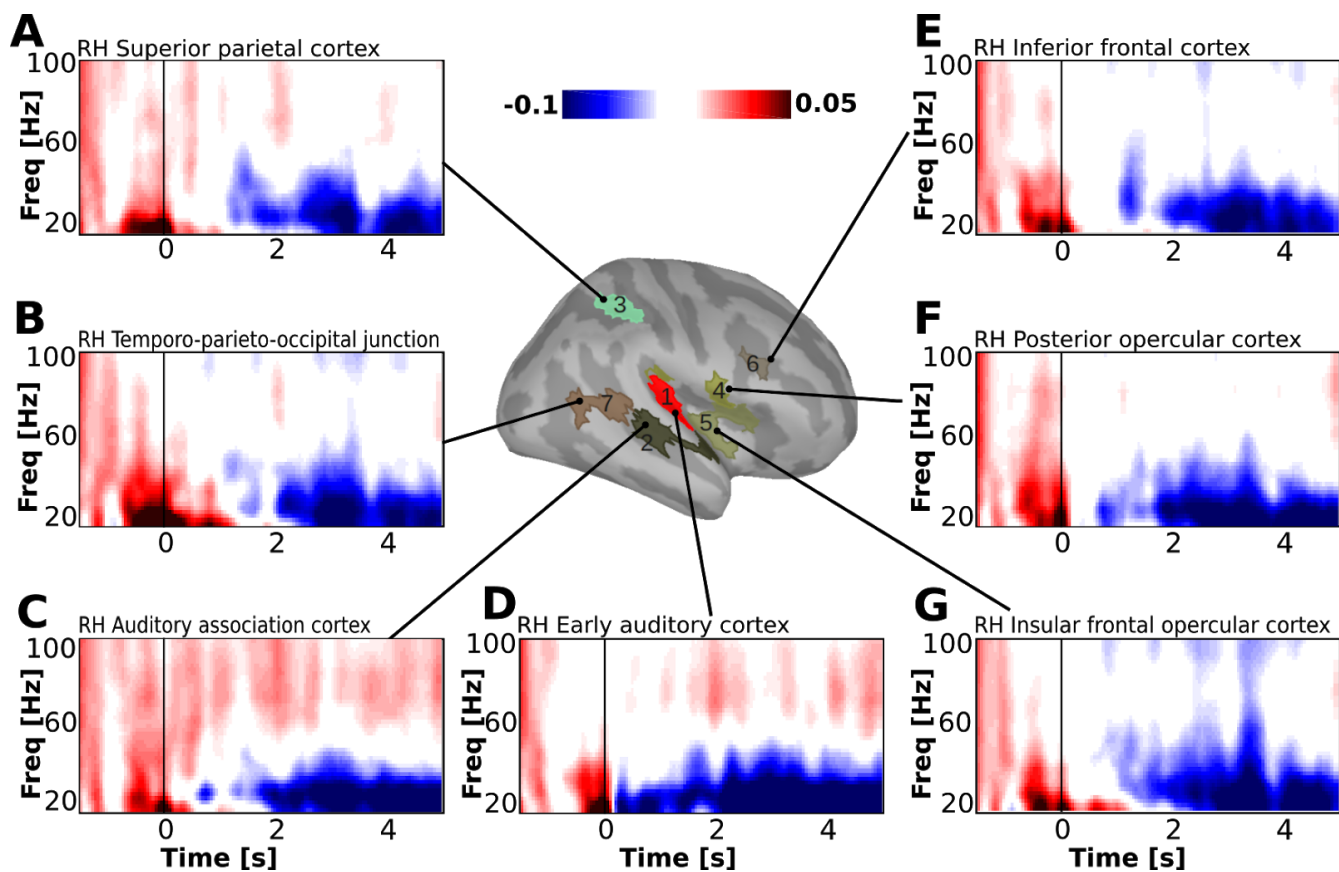 A
RH Superior parietal cortex
100
60
20
Freq [Hz]
0 2 4
-0.1 0.05
E
RH Inferior frontal cortex
100
60
20
Freq [Hz]
0 2 4
B
RH Temporo-parieto-occipital junction
100
60
20
Freq [Hz]
0 2 4
3
6
4
1
7
5
2
F
RH Posterior opercular cortex
100
60
20
Freq [Hz]
0 2 4
C
RH Auditory association cortex
100
60
20
Freq [Hz]
0 2 4
Time [s]
D
RH Early auditory cortex
100
60
20
Freq [Hz]
0 2 4
Time [s]
G
RH Insular frontal opercular cortex
100
60
20
Freq [Hz]
0 2 4
Time [s]